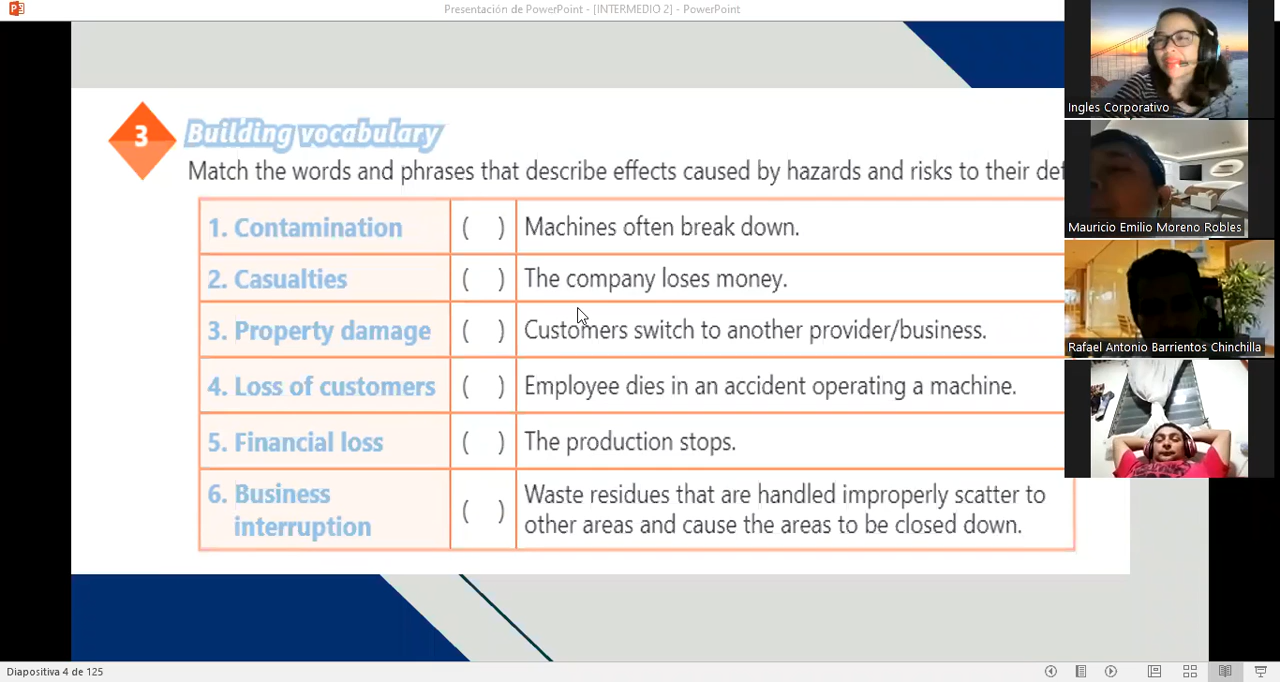 Presentación de PowerPoint - [INTERMEDIO 2] - PowerPoint
3
Building vocabulary
Match the words and phrases that describe effects caused by hazards and risks to their
1. Contamination ( ) Machines often break down.
2. Casualties ( ) The company loses money.
3. Property damage ( ) Customers switch to another provider/business.
4. Loss of customers ( ) Employee dies in an accident operating a machine.
5. Financial loss ( ) The production stops.
6. Business
interruption
( ) Waste residues that are handled improperly scatter to
other areas and cause the areas to be closed down.
Ingles Corporativo
Mauricio Emilio Moreno Robles
Rafael Antonio Barrientos Chinchilla
Diapositiva 4 de 125